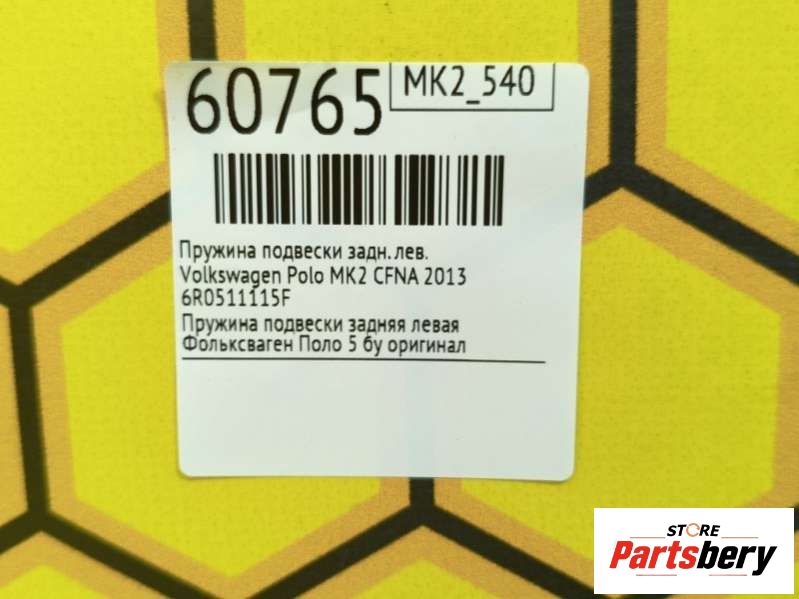 60765
MK2_540
Пружина подвески задн. лев.
Volkswagen Polo MK2 CFNA 2013
6R0511115F
Пружина подвески задняя левая
Фольксваген Поло 5 бу оригинал
STORE
Partsbery